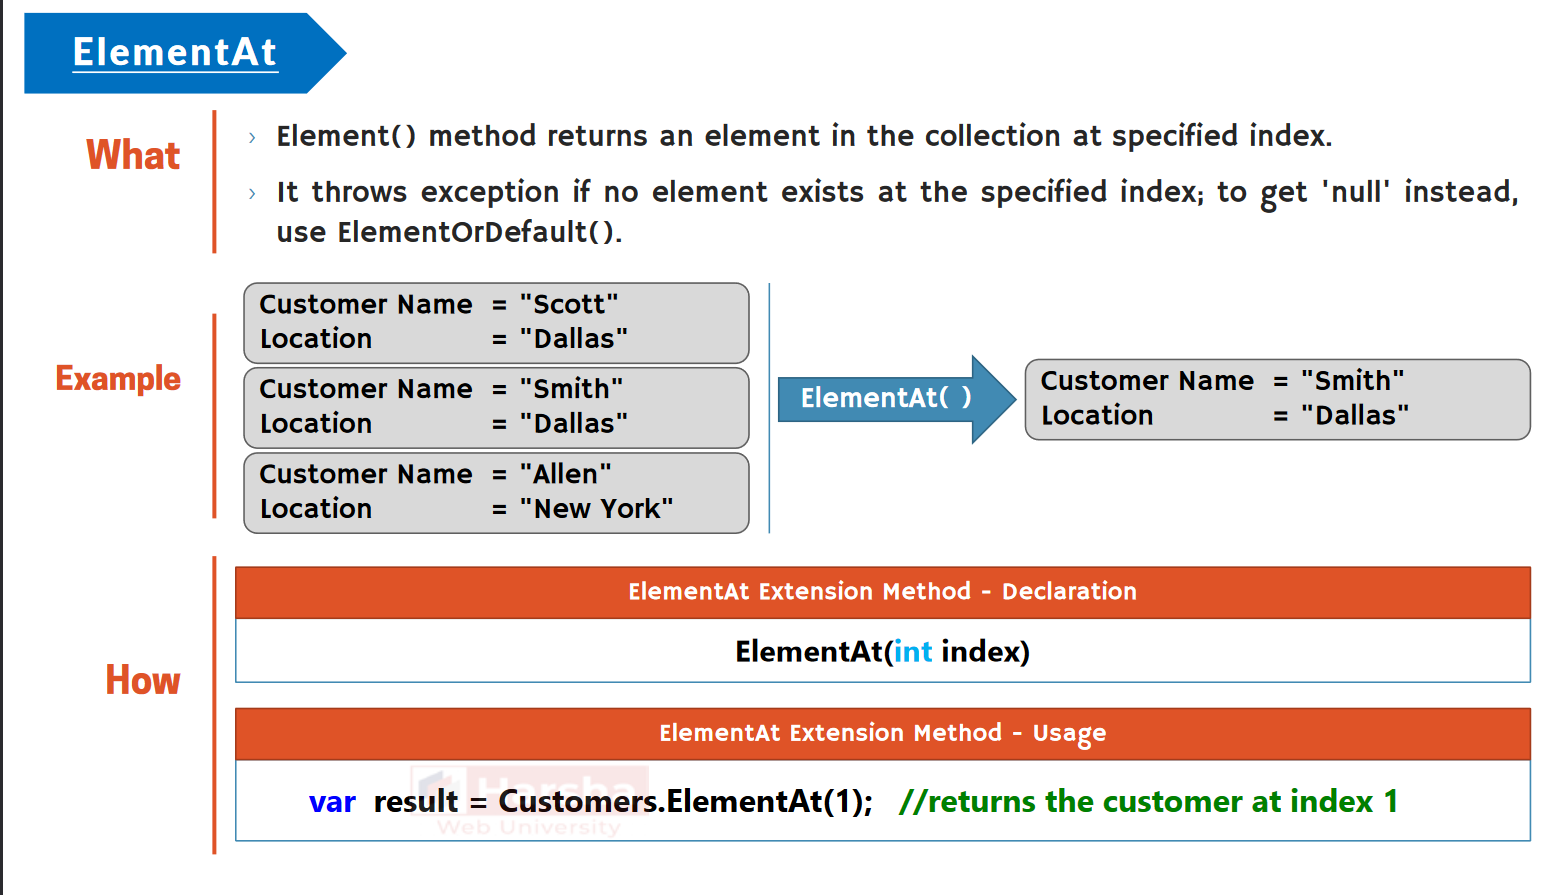 ElementAt
What
› Element() method returns an element in the collection at specified index.
› It throws exception if no element exists at the specified index; to get 'null' instead,
use ElementOrDefault().
Example
Customer Name = "Scott"
Location = "Dallas"
Customer Name = "Smith"
Location = "Dallas"
Customer Name = "Allen"
Location = "New York"
ElementAt( )
Customer Name = "Smith"
Location = "Dallas"
How
ElementAt Extension Method - Declaration
ElementAt(int index)
ElementAt Extension Method - Usage
Harsha
var result = Customers.ElementAt(1); //returns the customer at index 1
Web University